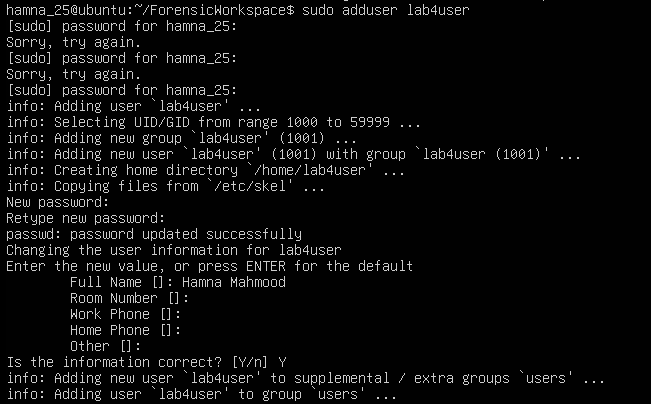 hamna_25@ubuntu:~/ForensicWorkspace$ sudo adduser lab4user
[sudo] password for hamna_25:
Sorry, try again.
[sudo] password for hamna_25:
Sorry, try again.
[sudo] password for hamna_25:
info: Adding user `lab4user' ...
info: Selecting UID/GID from range 1000 to 59999 ...
info: Adding new group `lab4user' (1001) ...
info: Adding new user `lab4user' (1001) with group `lab4user (1001)' ...
info: Creating home directory `/home/lab4user' ...
info: Copying files from `/etc/skel' ...
New password:
Retype new password:
passwd: password updated successfully
Changing the user information for lab4user
Enter the new value, or press ENTER for the default
Full Name []: Hamna Mahmood
Room Number []:
Work Phone []:
Home Phone []:
Other []:
Is the information correct? [Y/n] Y
info: Adding new user `lab4user' to supplemental / extra groups `users' ...
info: Adding user `lab4user' to group `users' ...